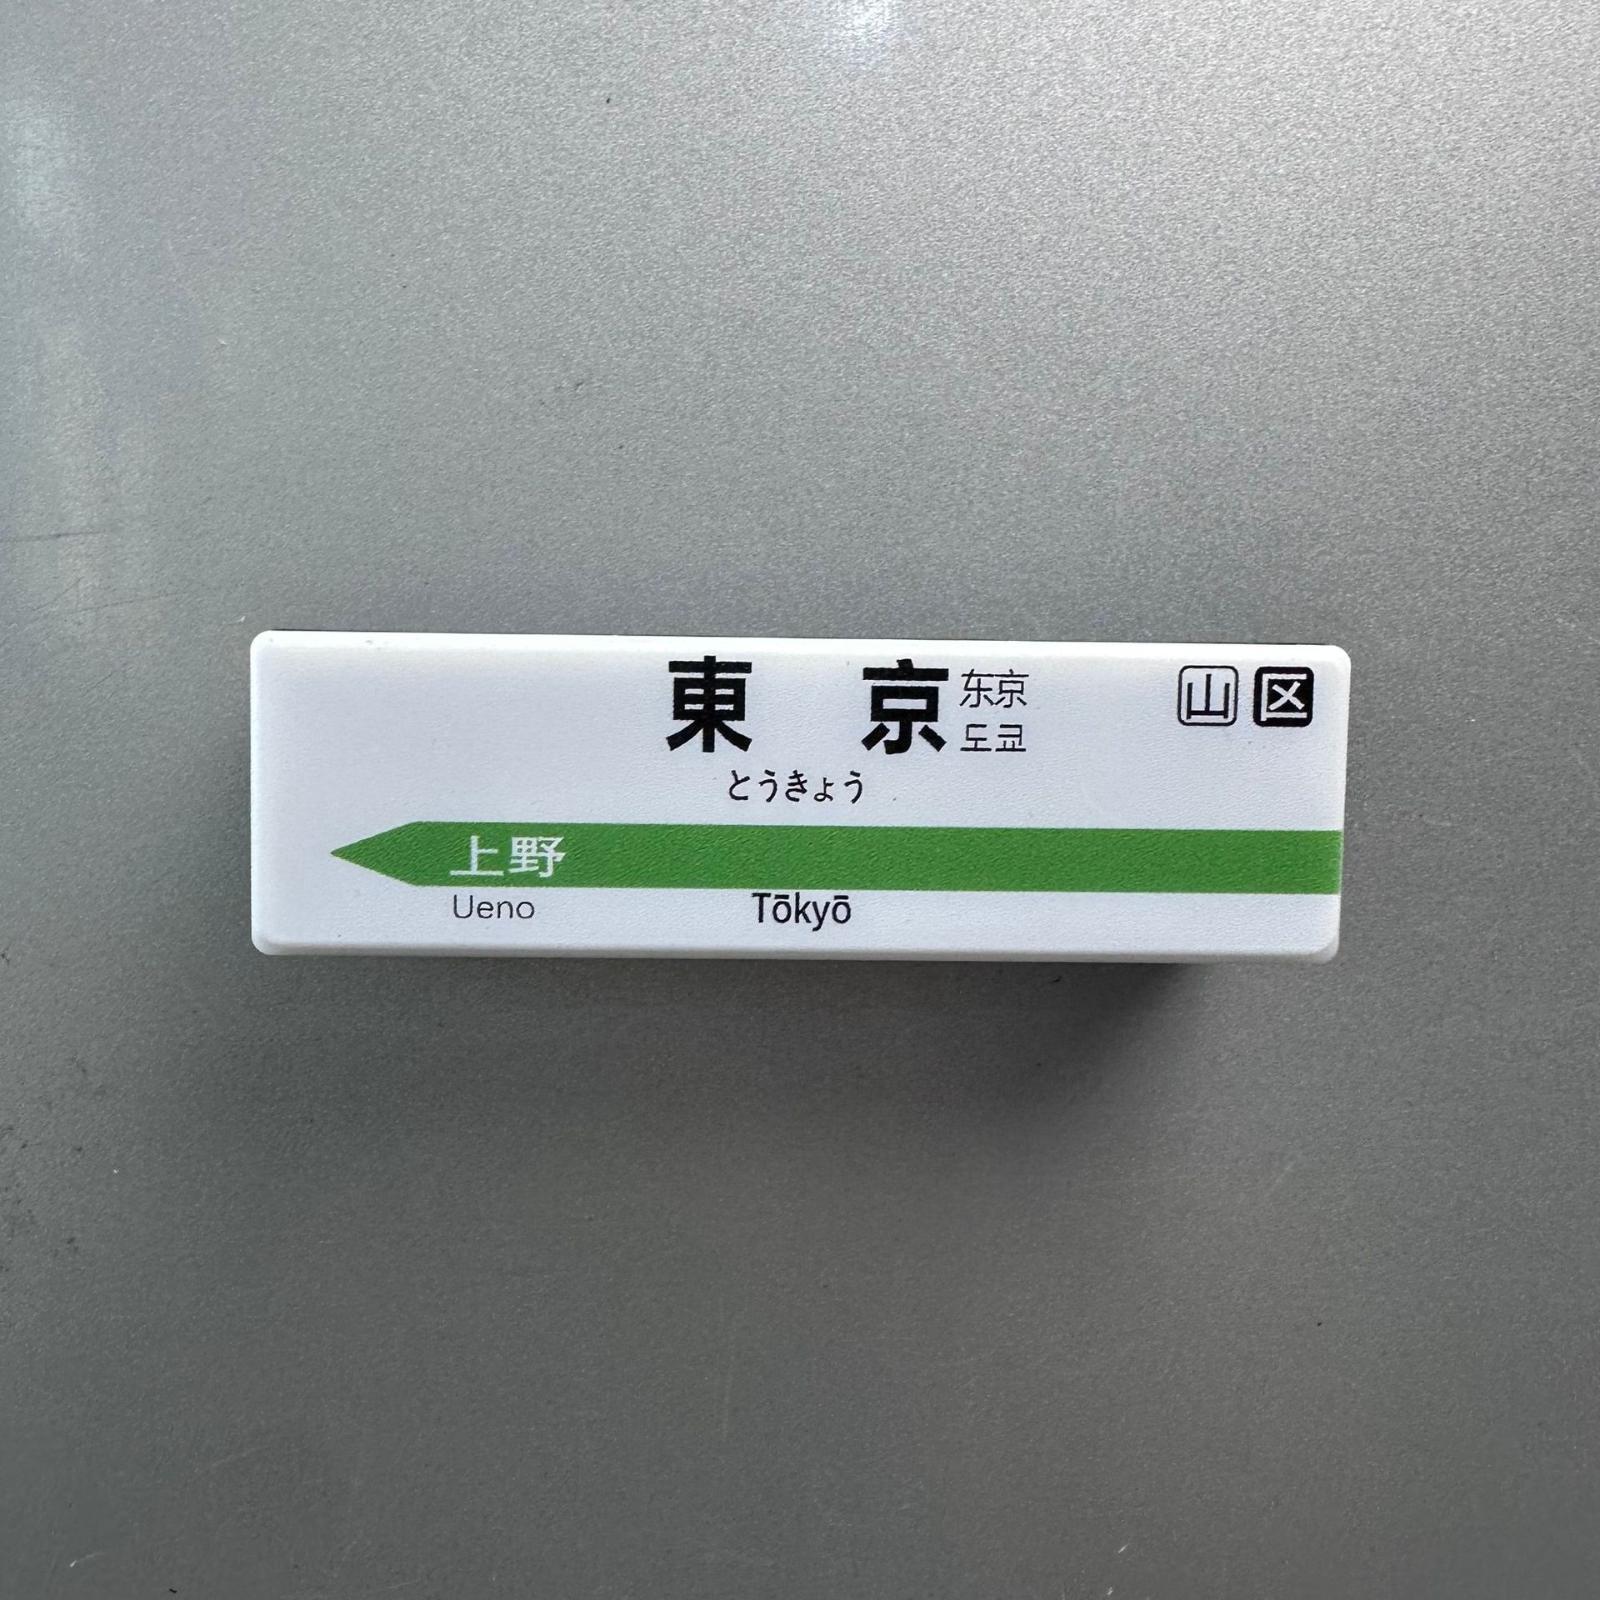 東京 东京 山 区
도쿄
とうきょう
上野
Ueno Tōkyō